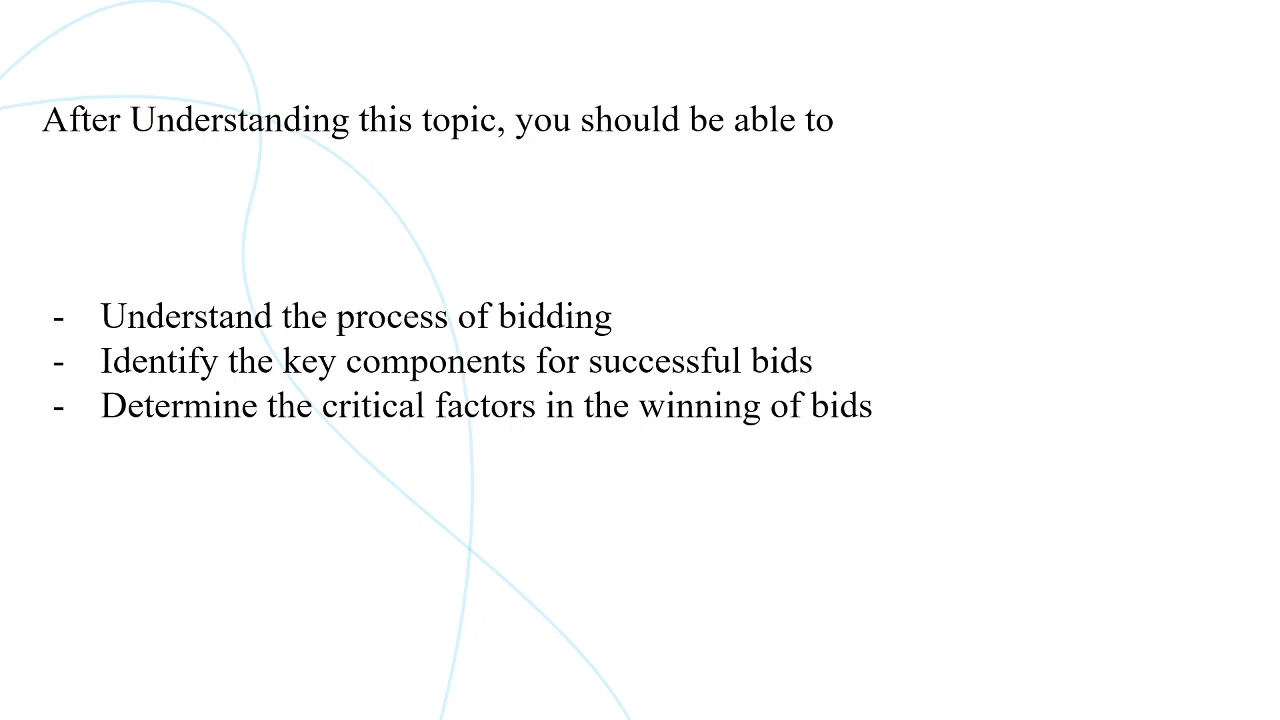 After Understanding this topic, you should be able to
- Understand the process of bidding
- Identify the key components for successful bids
- Determine the critical factors in the winning of bids